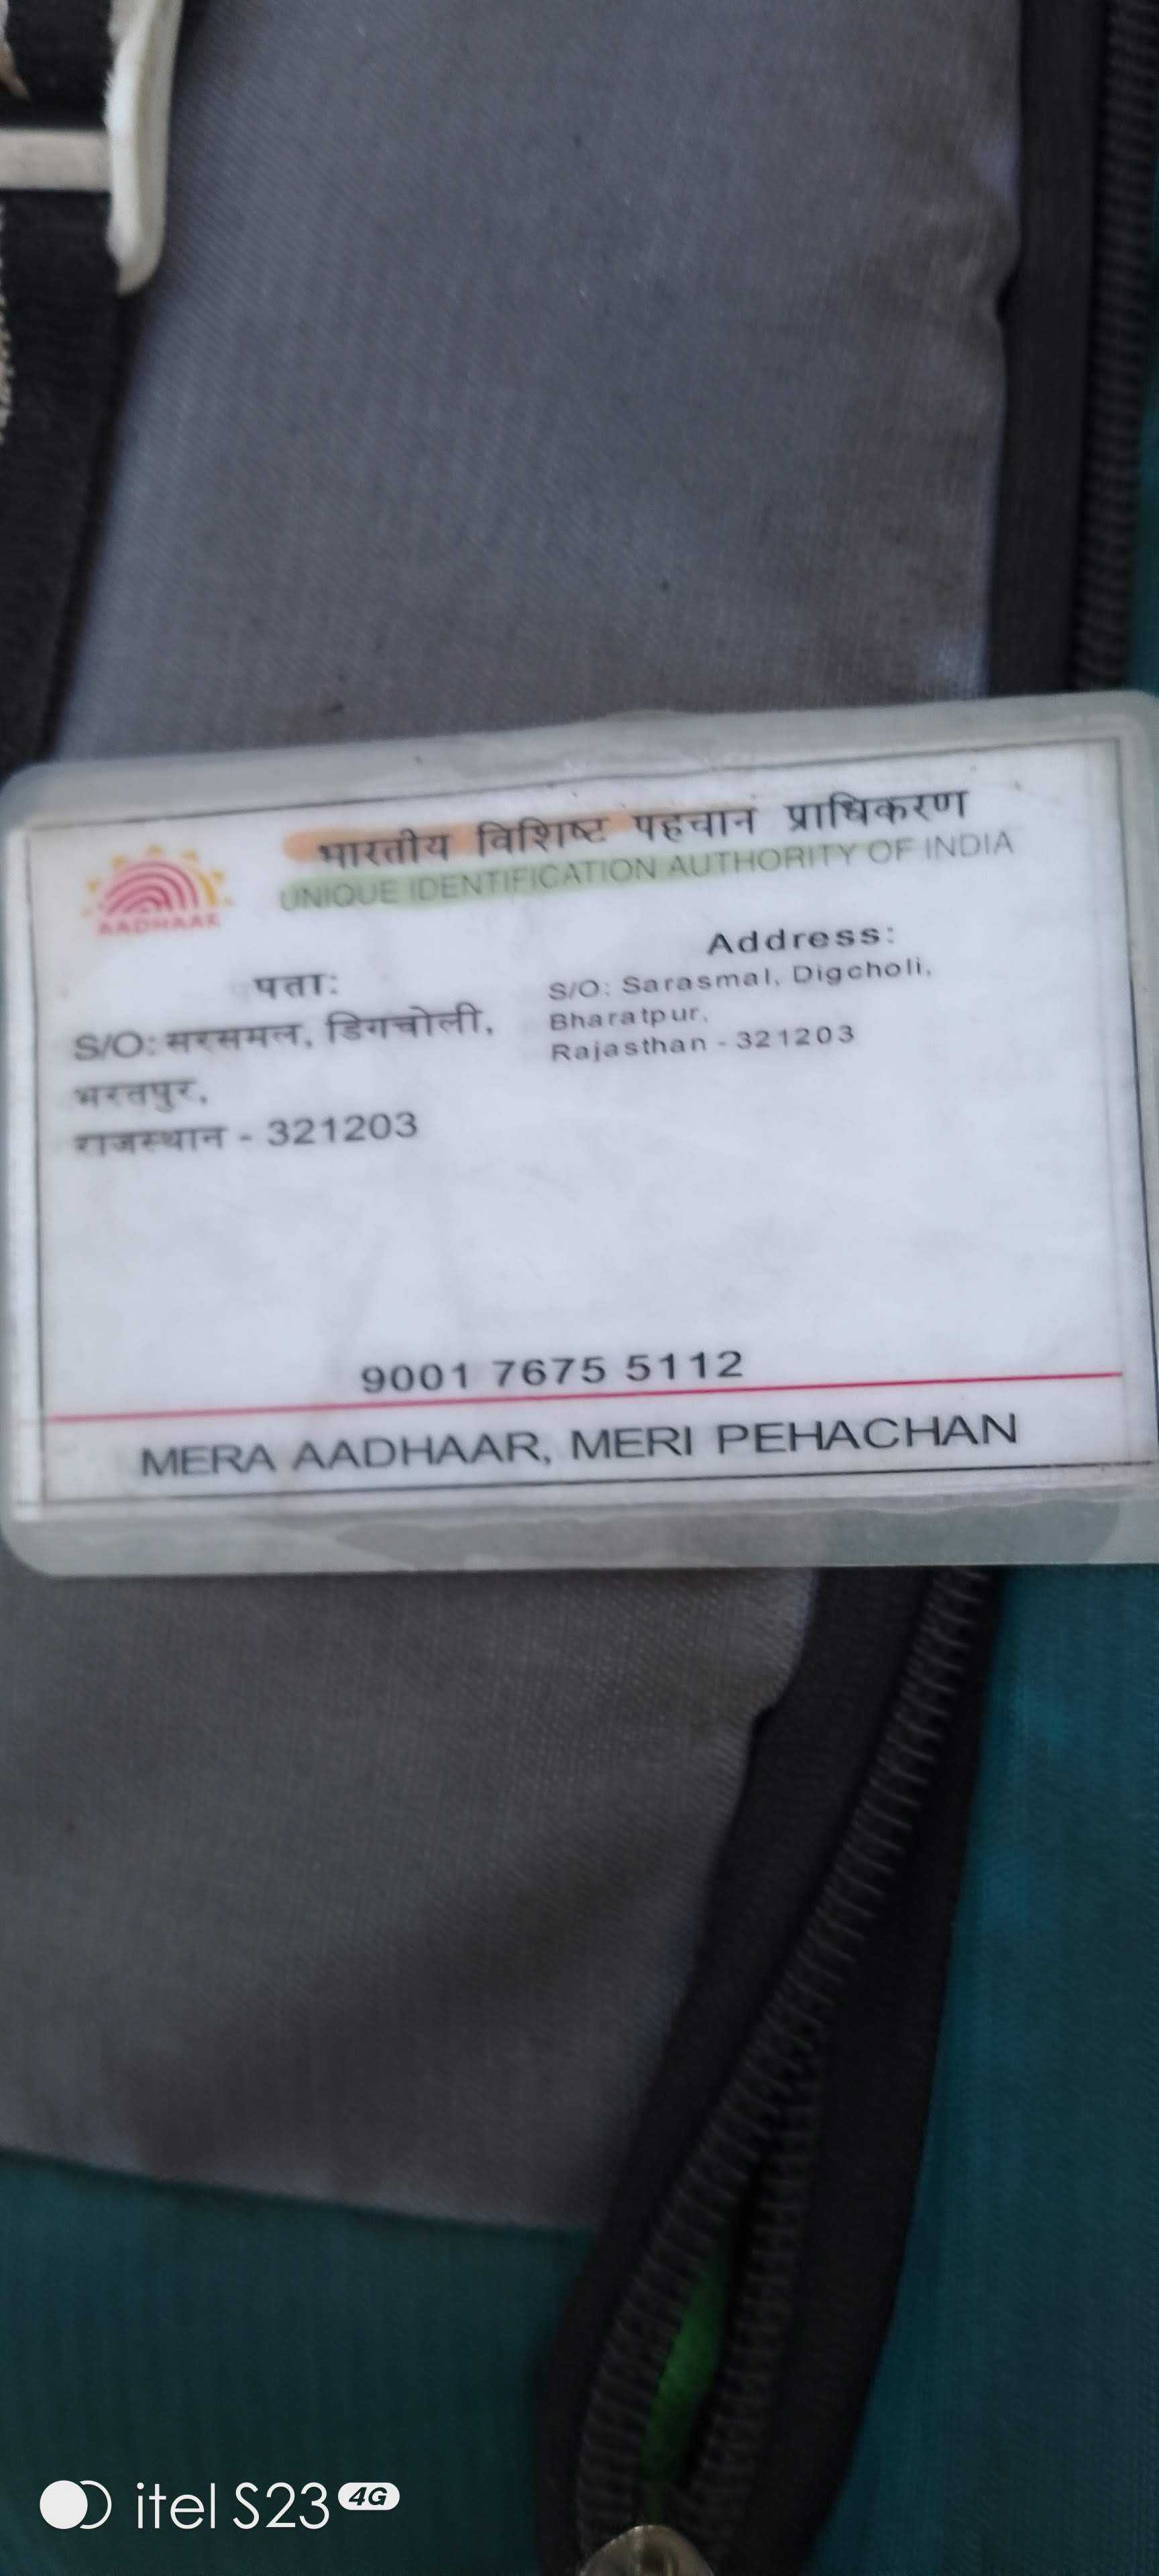 भारतीय विशिष्ट पहचान प्राधिकरण
UNIQUE IDENTIFICATION AUTHORITY OF INDIA
AADHAAR
पता:
S/O: सरसमल, डिगचोली,
भरतपुर,
राजस्थान - 321203
Address:
S/O: Sarasmal, Digcholi,
Bharatpur,
Rajasthan - 321203
9001 7675 5112
MERA AADHAAR, MERI PEHACHAN
itel S23 4G